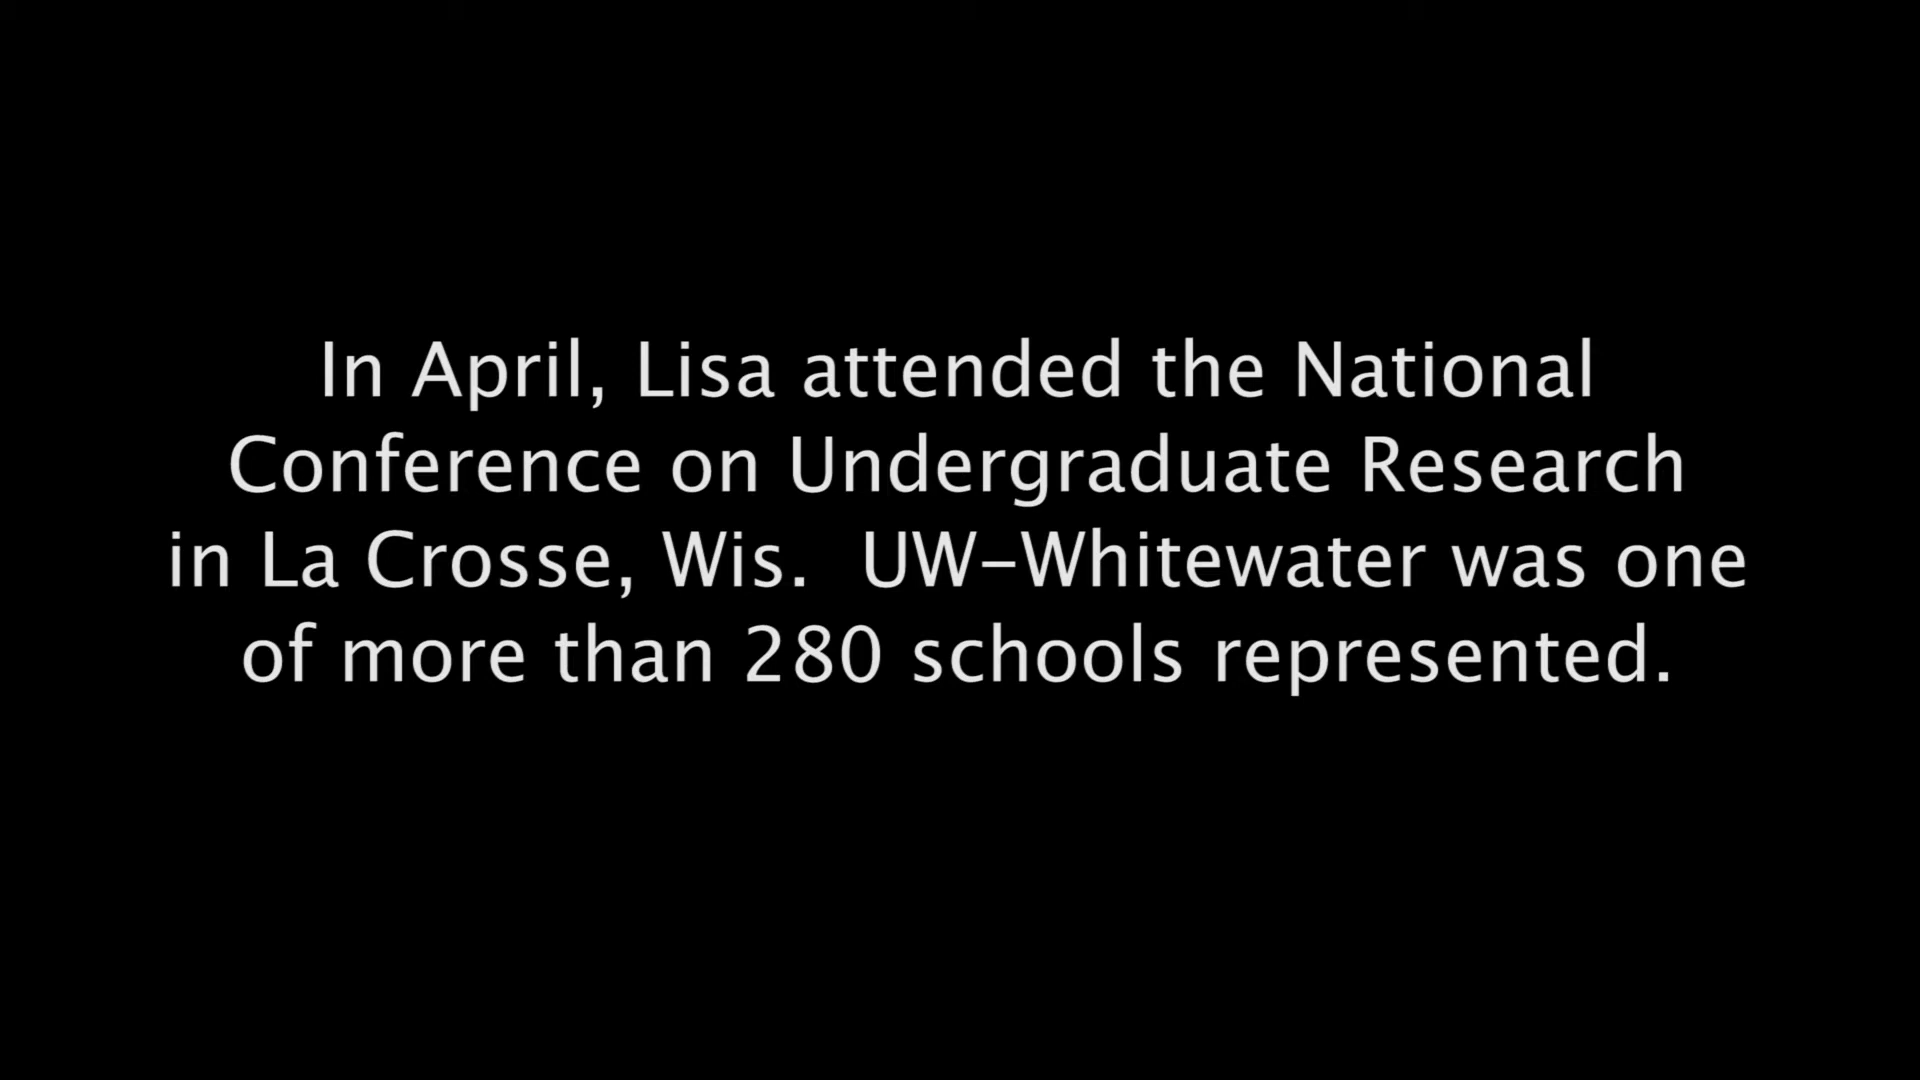 In April, Lisa attended the National
Conference on Undergraduate Research
in La Crosse, Wis.  UW-Whitewater was one
of more than 280 schools represented.